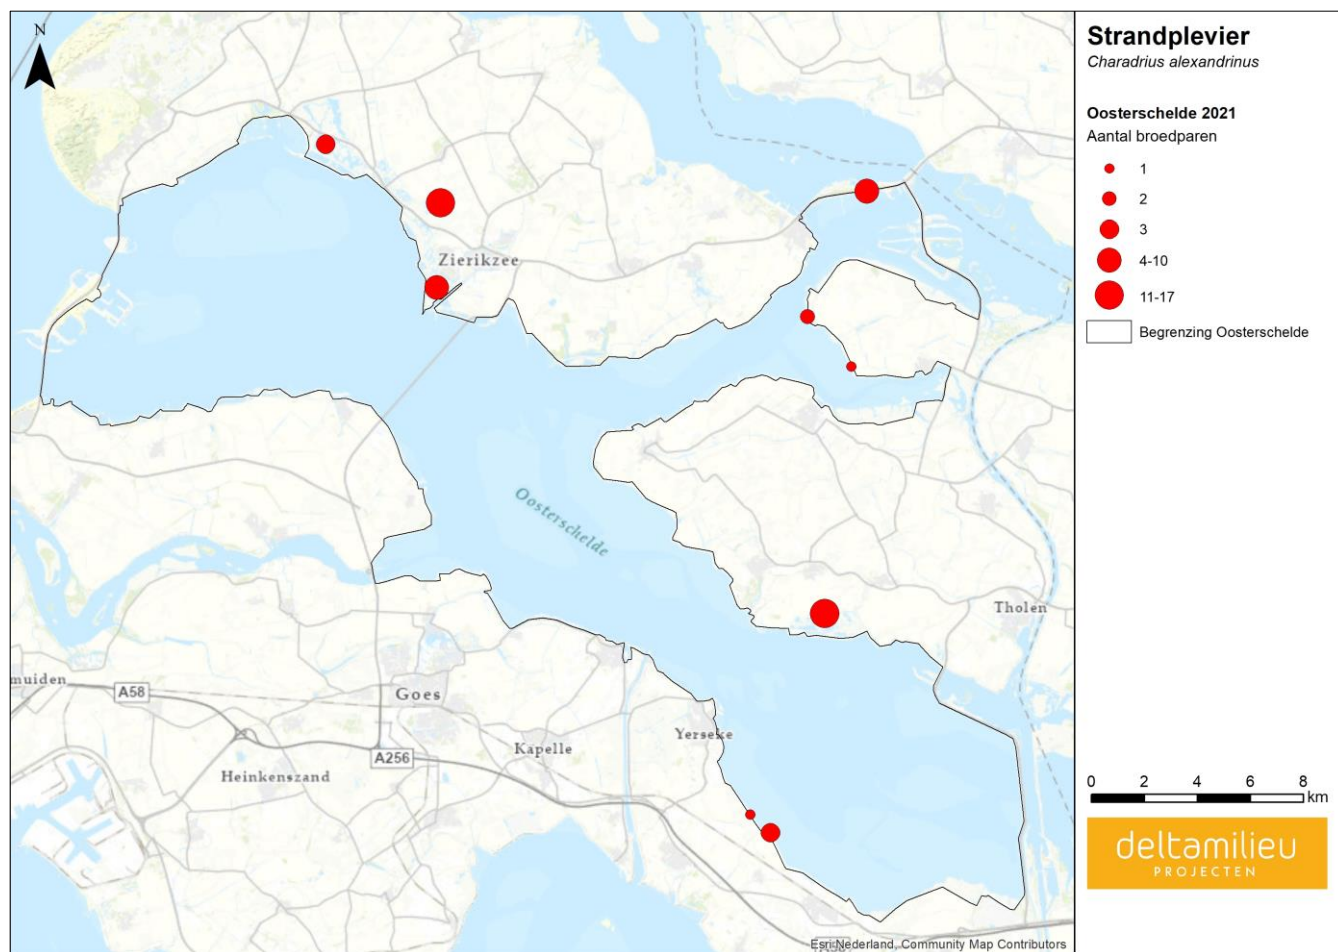 N
Zierikzee
Oosterschelde
Tholen
muiden
A58
Goes
A256
Kapelle
Yerseke
Heinkenszand
Esri Nederland, Community Map Contributors
Strandplevier
Charadrius alexandrinus
Oosterschelde 2021
Aantal broedparen
1
2
3
4-10
11-17
Begrenzing Oosterschelde
0 2 4 6 8
km
deltamilieu
PROJECTEN